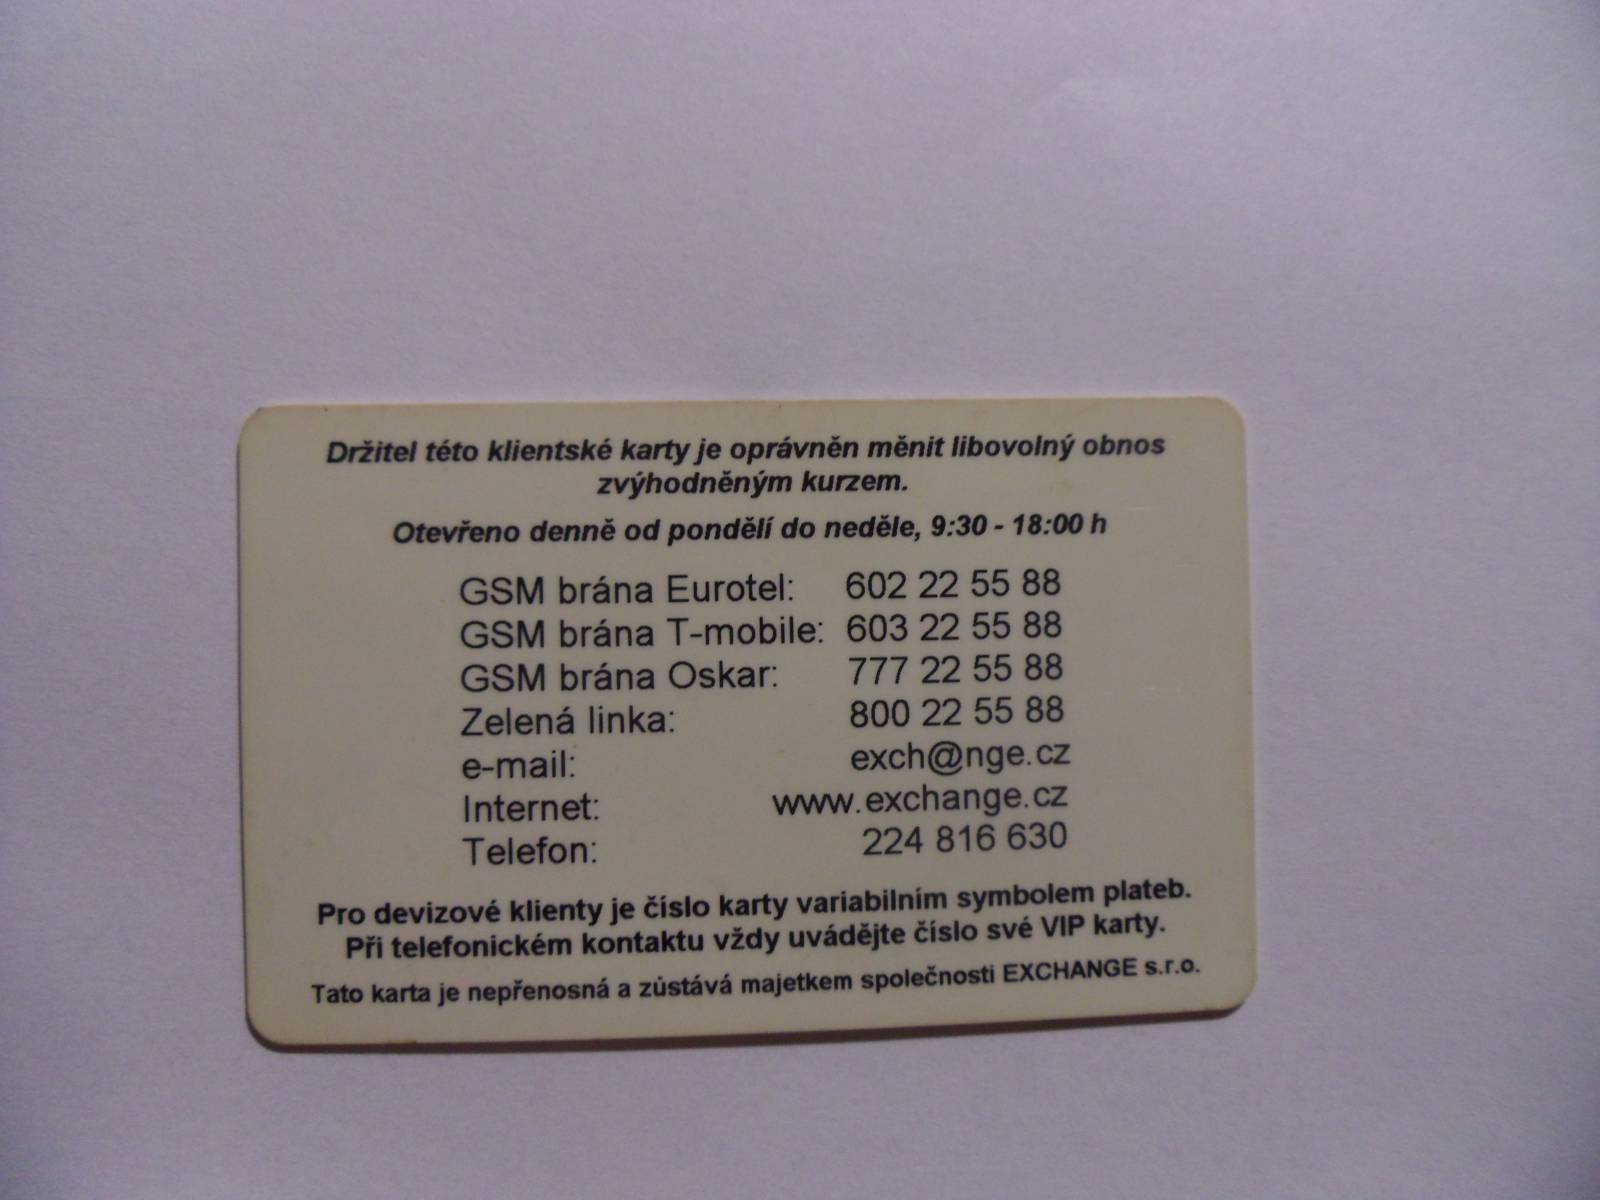 Držitel této klientské karty je oprávněn měnit libovolný obnos
zvýhodněným kurzem.
Otevřeno denně od pondělí do neděle, 9:30 - 18:00 h
GSM brána Eurotel: 602 22 55 88
GSM brána T-mobile: 603 22 55 88
GSM brána Oskar: 777 22 55 88
Zelená linka: 800 22 55 88
e-mail: exch@nge.cz
Internet: www.exchange.cz
Telefon: 224 816 630
Pro devizové klienty je číslo karty variabilním symbolem plateb.
Při telefonickém kontaktu vždy uvádějte číslo své VIP karty.
Tato karta je nepřenosná a zůstává majetkem společnosti EXCHANGE s.r.o.